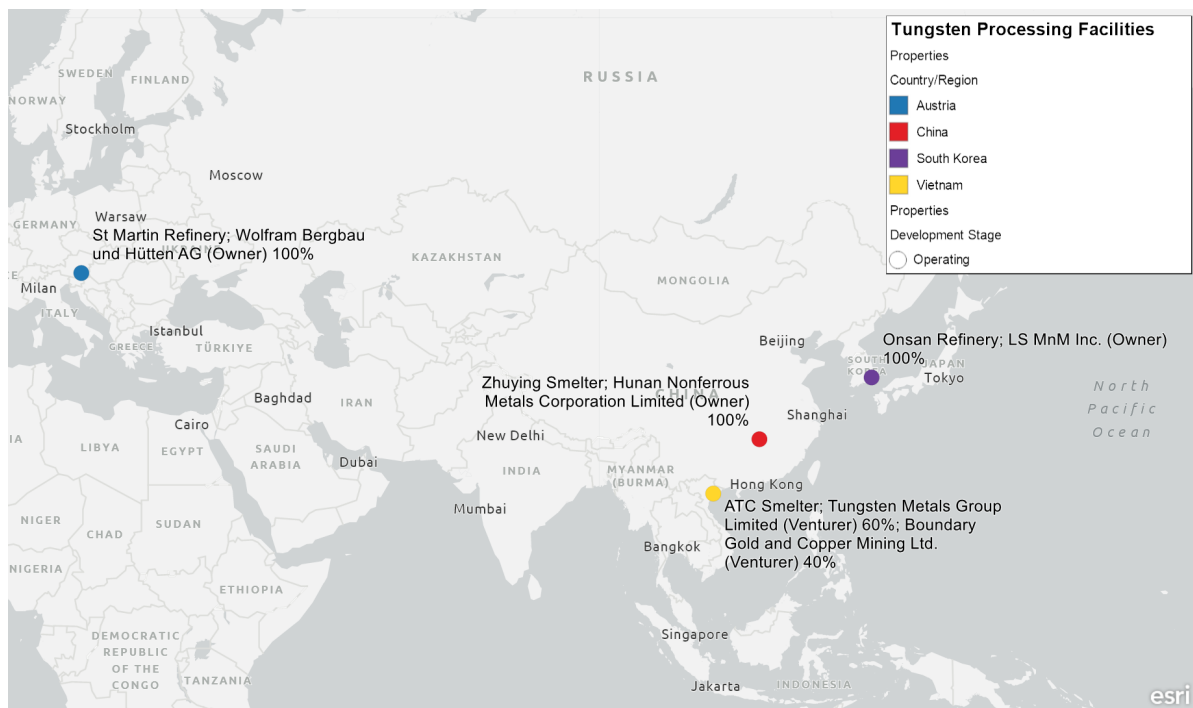 Tungsten Processing Facilities
Properties
Country/Region
Austria
China
South Korea
Vietnam
Properties
Development Stage
Operating
SWEDEN
FINLAND
NORWAY
RUSSIA
Stockholm
Moscow
Warsaw
GERMANY
St Martin Refinery; Wolfram Bergbau
und Hütten AG (Owner) 100%
UKRAINE
KAZAKHSTAN
MONGOLIA
Milan
ITALY
Istanbul
GREECE
TÜRKIYE
Beijing
Onsan Refinery; LS MnM Inc. (Owner)
100%
SOUTH
KOREA
JAPAN
Tokyo
Zhuying Smelter; Hunan Nonferrous
Metals Corporation Limited (Owner)
100%
CHINA
North
Pacific
Ocean
Baghdad
IRAN
Shanghai
Cairo
New Delhi
LIBYA
EGYPT
SAUDI
ARABIA
Dubai
INDIA
MYANMAR
(BURMA)
Hong Kong
Mumbai
ATC Smelter; Tungsten Metals Group
Limited (Venturer) 60%; Boundary
Gold and Copper Mining Ltd.
(Venturer) 40%
NIGER
CHAD
SUDAN
Bangkok
NIGERIA
ETHIOPIA
DEMOCRATIC
REPUBLIC
OF THE
CONGO
TANZANIA
Singapore
Jakarta
INDONESIA
esri